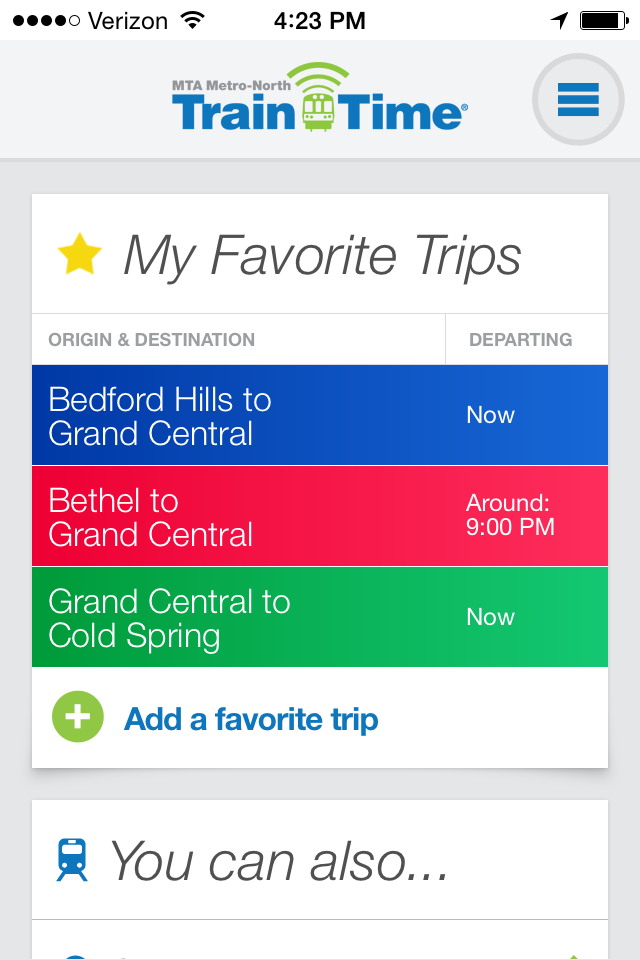 Verizon 4:23 PM
MTA Metro-North
Train Time®
My Favorite Trips
ORIGIN & DESTINATION DEPARTING
Bedford Hills to
Grand Central
Now
Bethel to
Grand Central
Around:
9:00 PM
Grand Central to
Cold Spring
Now
Add a favorite trip
You can also...